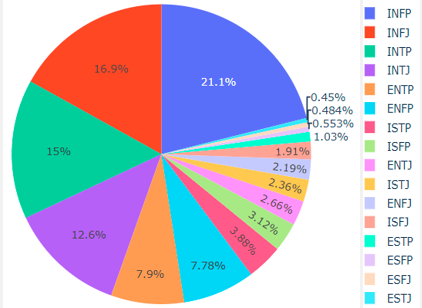 21.1%
16.9%
15%
12.6%
7.9%
7.78%
3.88%
3.12%
2.66%
2.36%
2.19%
1.91%
1.03%
0.553%
0.484%
0.45%
INFP
INFJ
INTP
INTJ
ENTP
ENFP
ISTP
ISFP
ENTJ
ISTJ
ENFJ
ISFJ
ESTP
ESFP
ESFJ
ESTJ